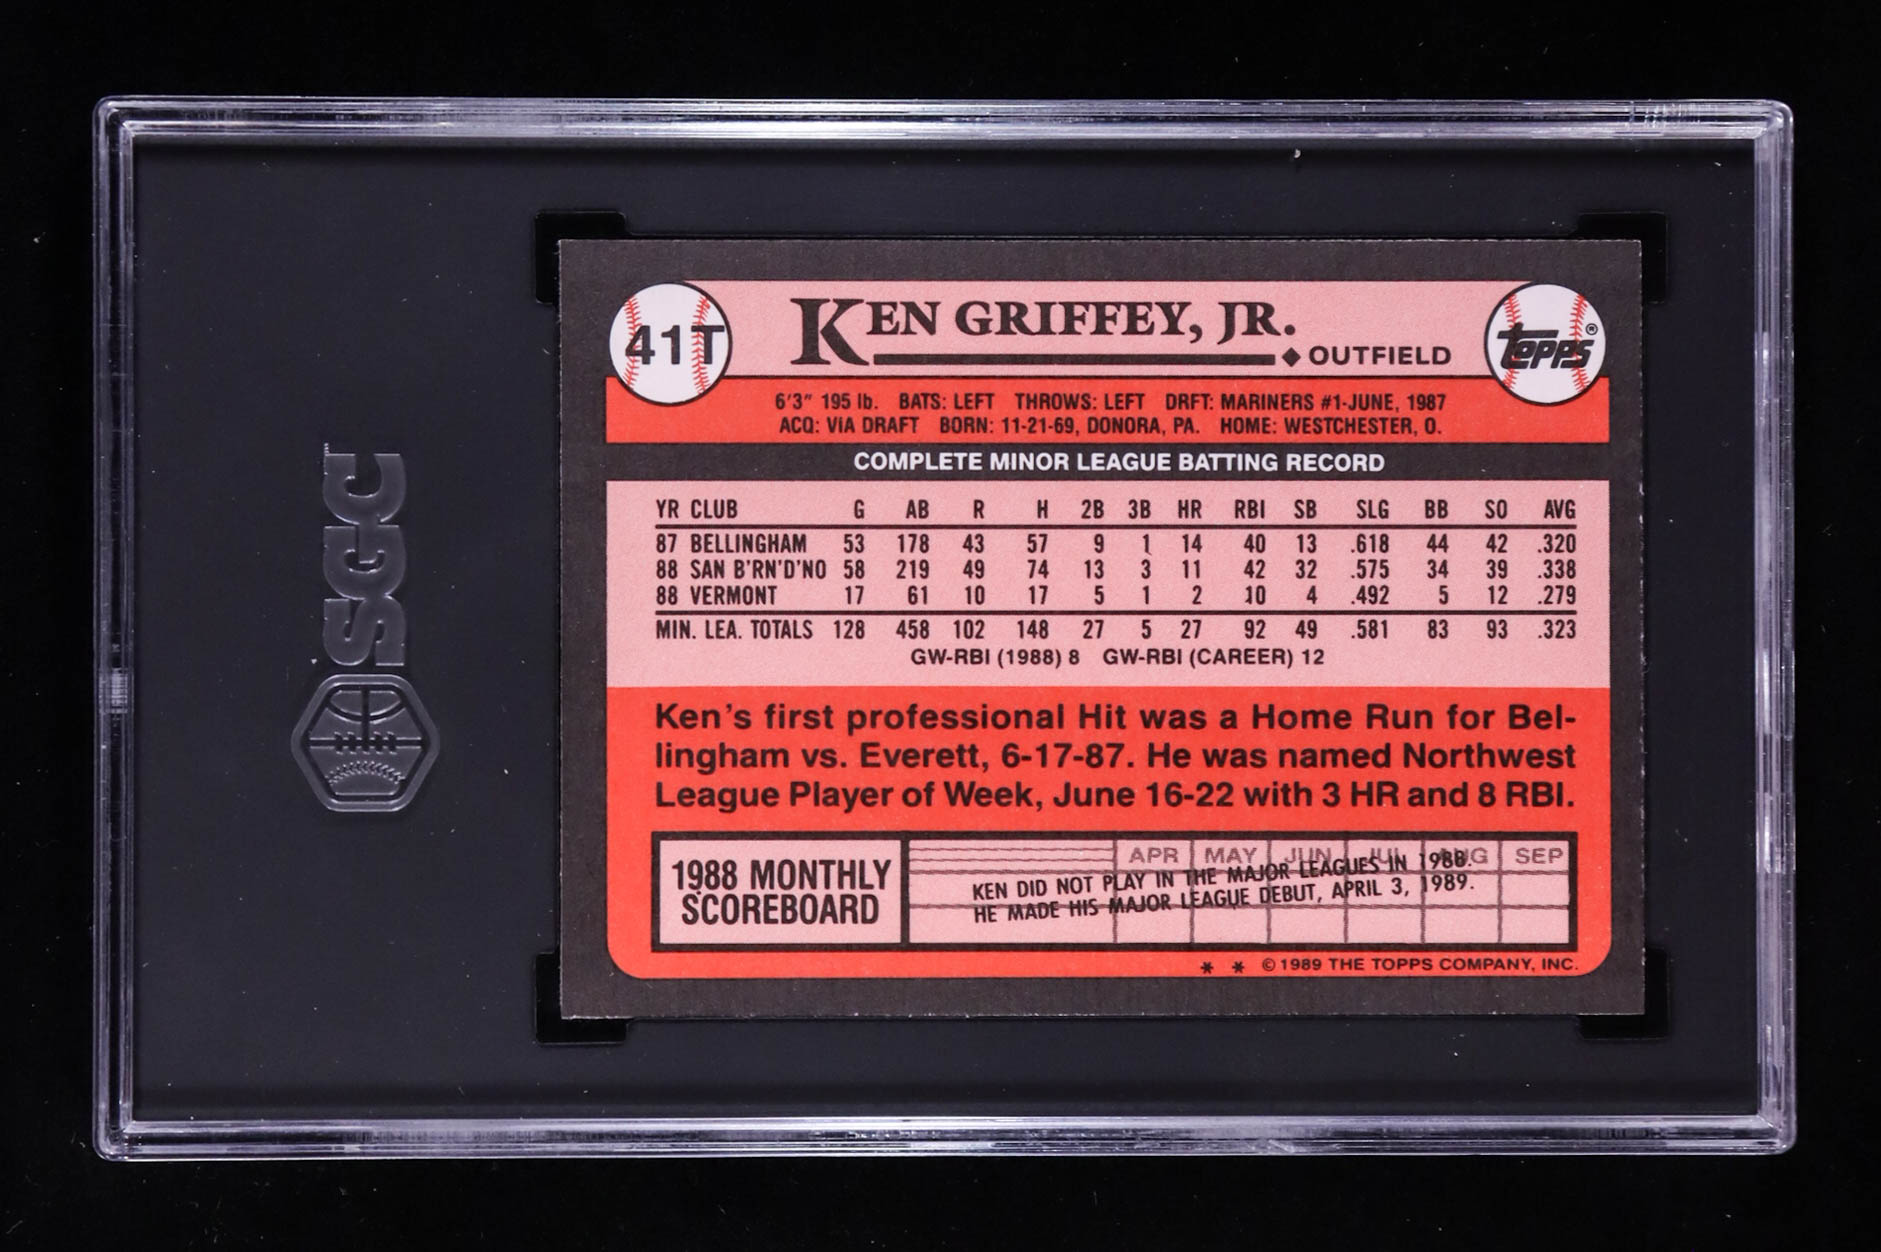 SGC
41T
KEN GRIFFEY, JR.
◆ OUTFIELD
topps®
6'3" 195 lb. BATS: LEFT THROWS: LEFT DRFT: MARINERS #1-JUNE, 1987
ACQ: VIA DRAFT BORN: 11-21-69, DONORA, PA. HOME: WESTCHESTER, O.
COMPLETE MINOR LEAGUE BATTING RECORD
YR CLUB G AB R H 2B 3B HR RBI SB SLG BB SO AVG
87 BELLINGHAM 53 178 43 57 9 1 14 40 13 .618 44 42 .320
88 SAN B'RN'D'NO 58 219 49 74 13 3 11 42 32 .575 34 39 .338
88 VERMONT 17 61 10 17 5 1 2 10 4 .492 5 12 .279
MIN. LEA. TOTALS 128 458 102 148 27 5 27 92 49 .581 83 93 .323
GW-RBI (1988) 8 GW-RBI (CAREER) 12
Ken's first professional Hit was a Home Run for Bel-
lingham vs. Everett, 6-17-87. He was named Northwest
League Player of Week, June 16-22 with 3 HR and 8 RBI.
1988 MONTHLY
SCOREBOARD
APR MAY JUN JUL AUG SEP
KEN DID NOT PLAY IN THE MAJOR LEAGUES IN 1988.
HE MADE HIS MAJOR LEAGUE DEBUT, APRIL 3, 1989.
* * © 1989 THE TOPPS COMPANY, INC.